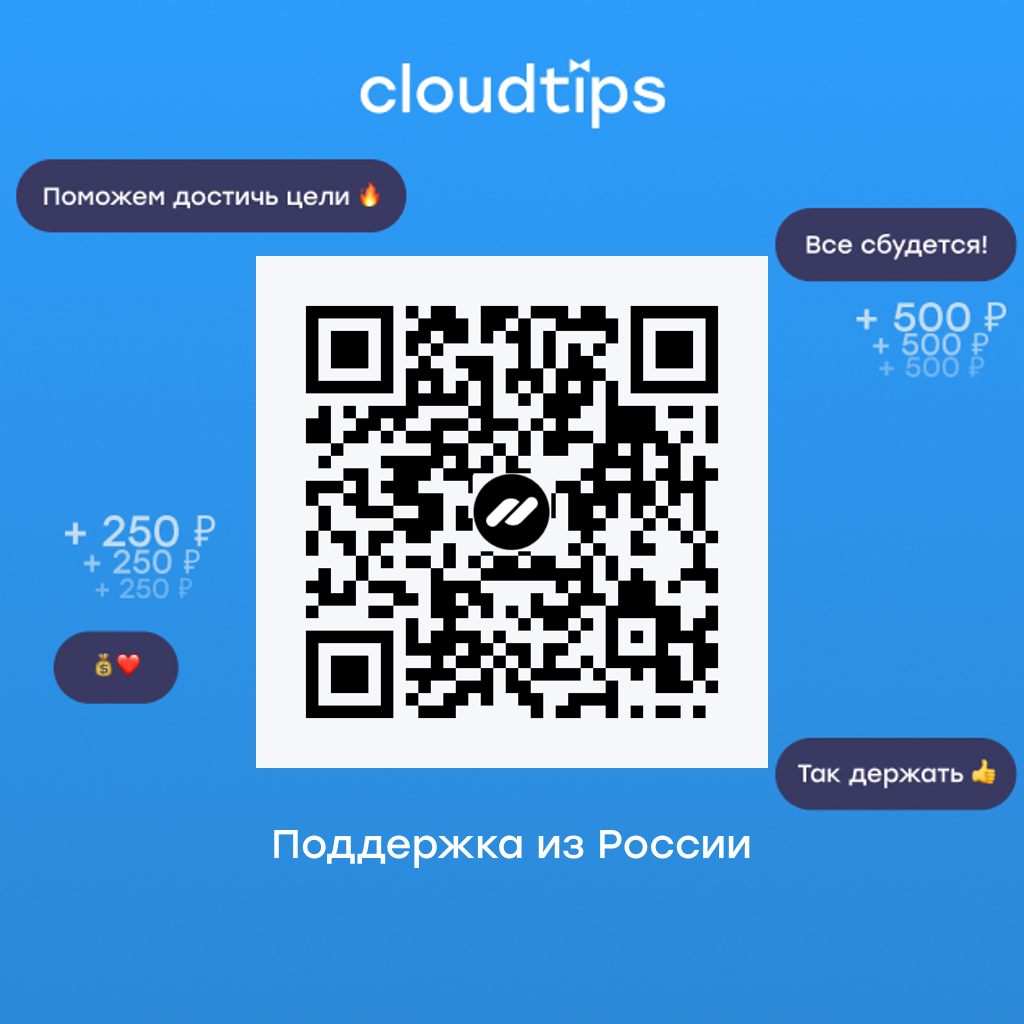 cloudtips
Поможем достичь цели 🔥
Все сбудется!
+ 500 ₽
+ 500 ₽
+ 500 ₽
+ 250 ₽
+ 250 ₽
+ 250 ₽
💰❤️
Так держать 👍
Поддержка из России